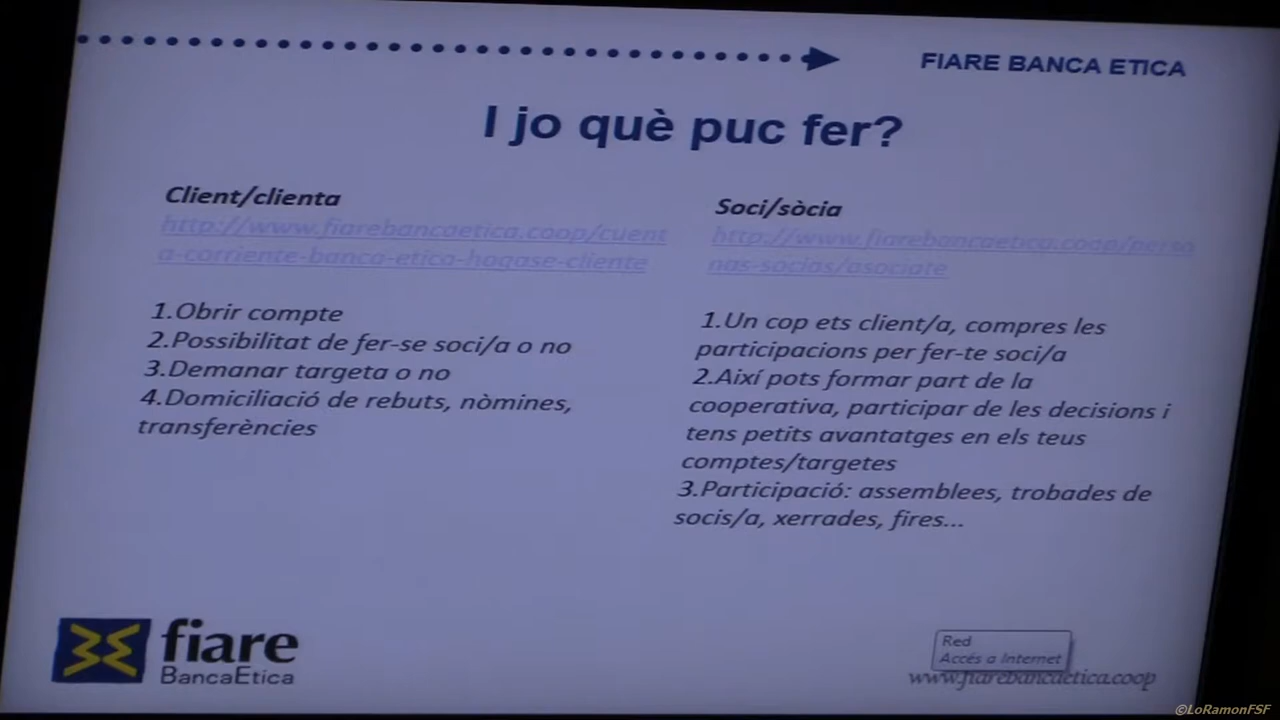 FIARE BANCA ETICA
I jo què puc fer?
Client/clienta
http://www.fiarebancaetica.coop/cuent
a-corriente-banca-etica-hagase-cliente
1.Obrir compte
2.Possibilitat de fer-se soci/a o no
3.Demanar targeta o no
4.Domiciliació de rebuts, nòmines,
transferències
Soci/sòcia
http://www.fiarebancaetica.coop/perso
nas-socias/asociate
1.Un cop ets client/a, compres les
participacions per fer-te soci/a
2.Així pots formar part de la
cooperativa, participar de les decisions i
tens petits avantatges en els teus
comptes/targetes
3.Participació: assemblees, trobades de
socis/a, xerrades, fires...
fiare
BancaEtica
Red
Accés a Internet
www.fiarebancaetica.coop
©LoRamonFSF